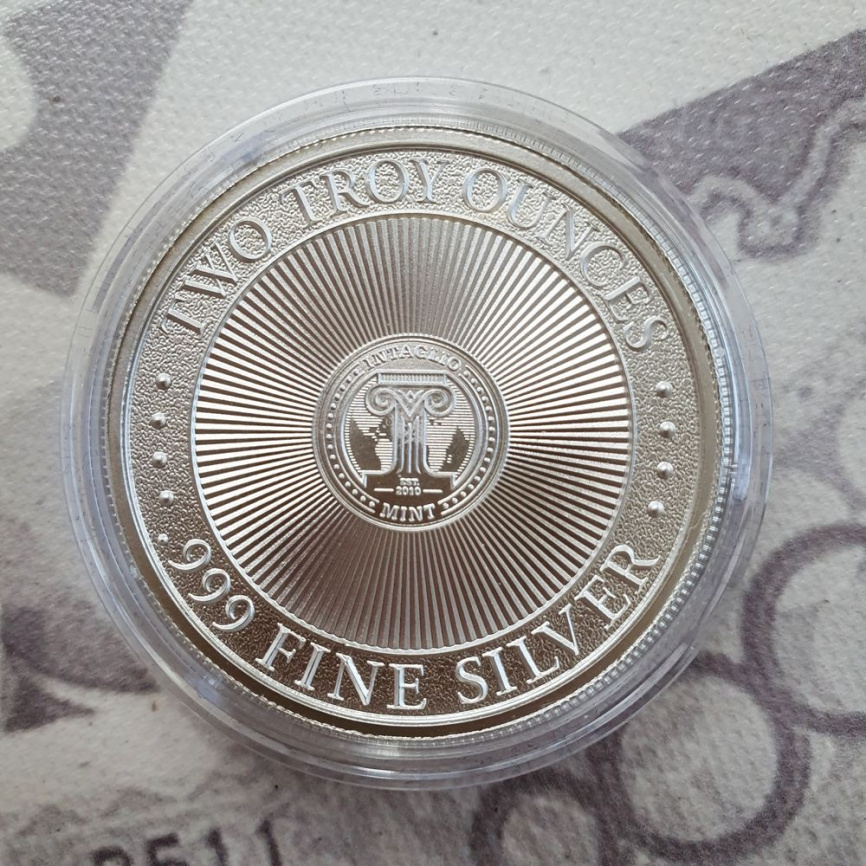 TWO TROY OUNCES
INTAGLIO
EST.
2010
MINT
.999 FINE SILVER